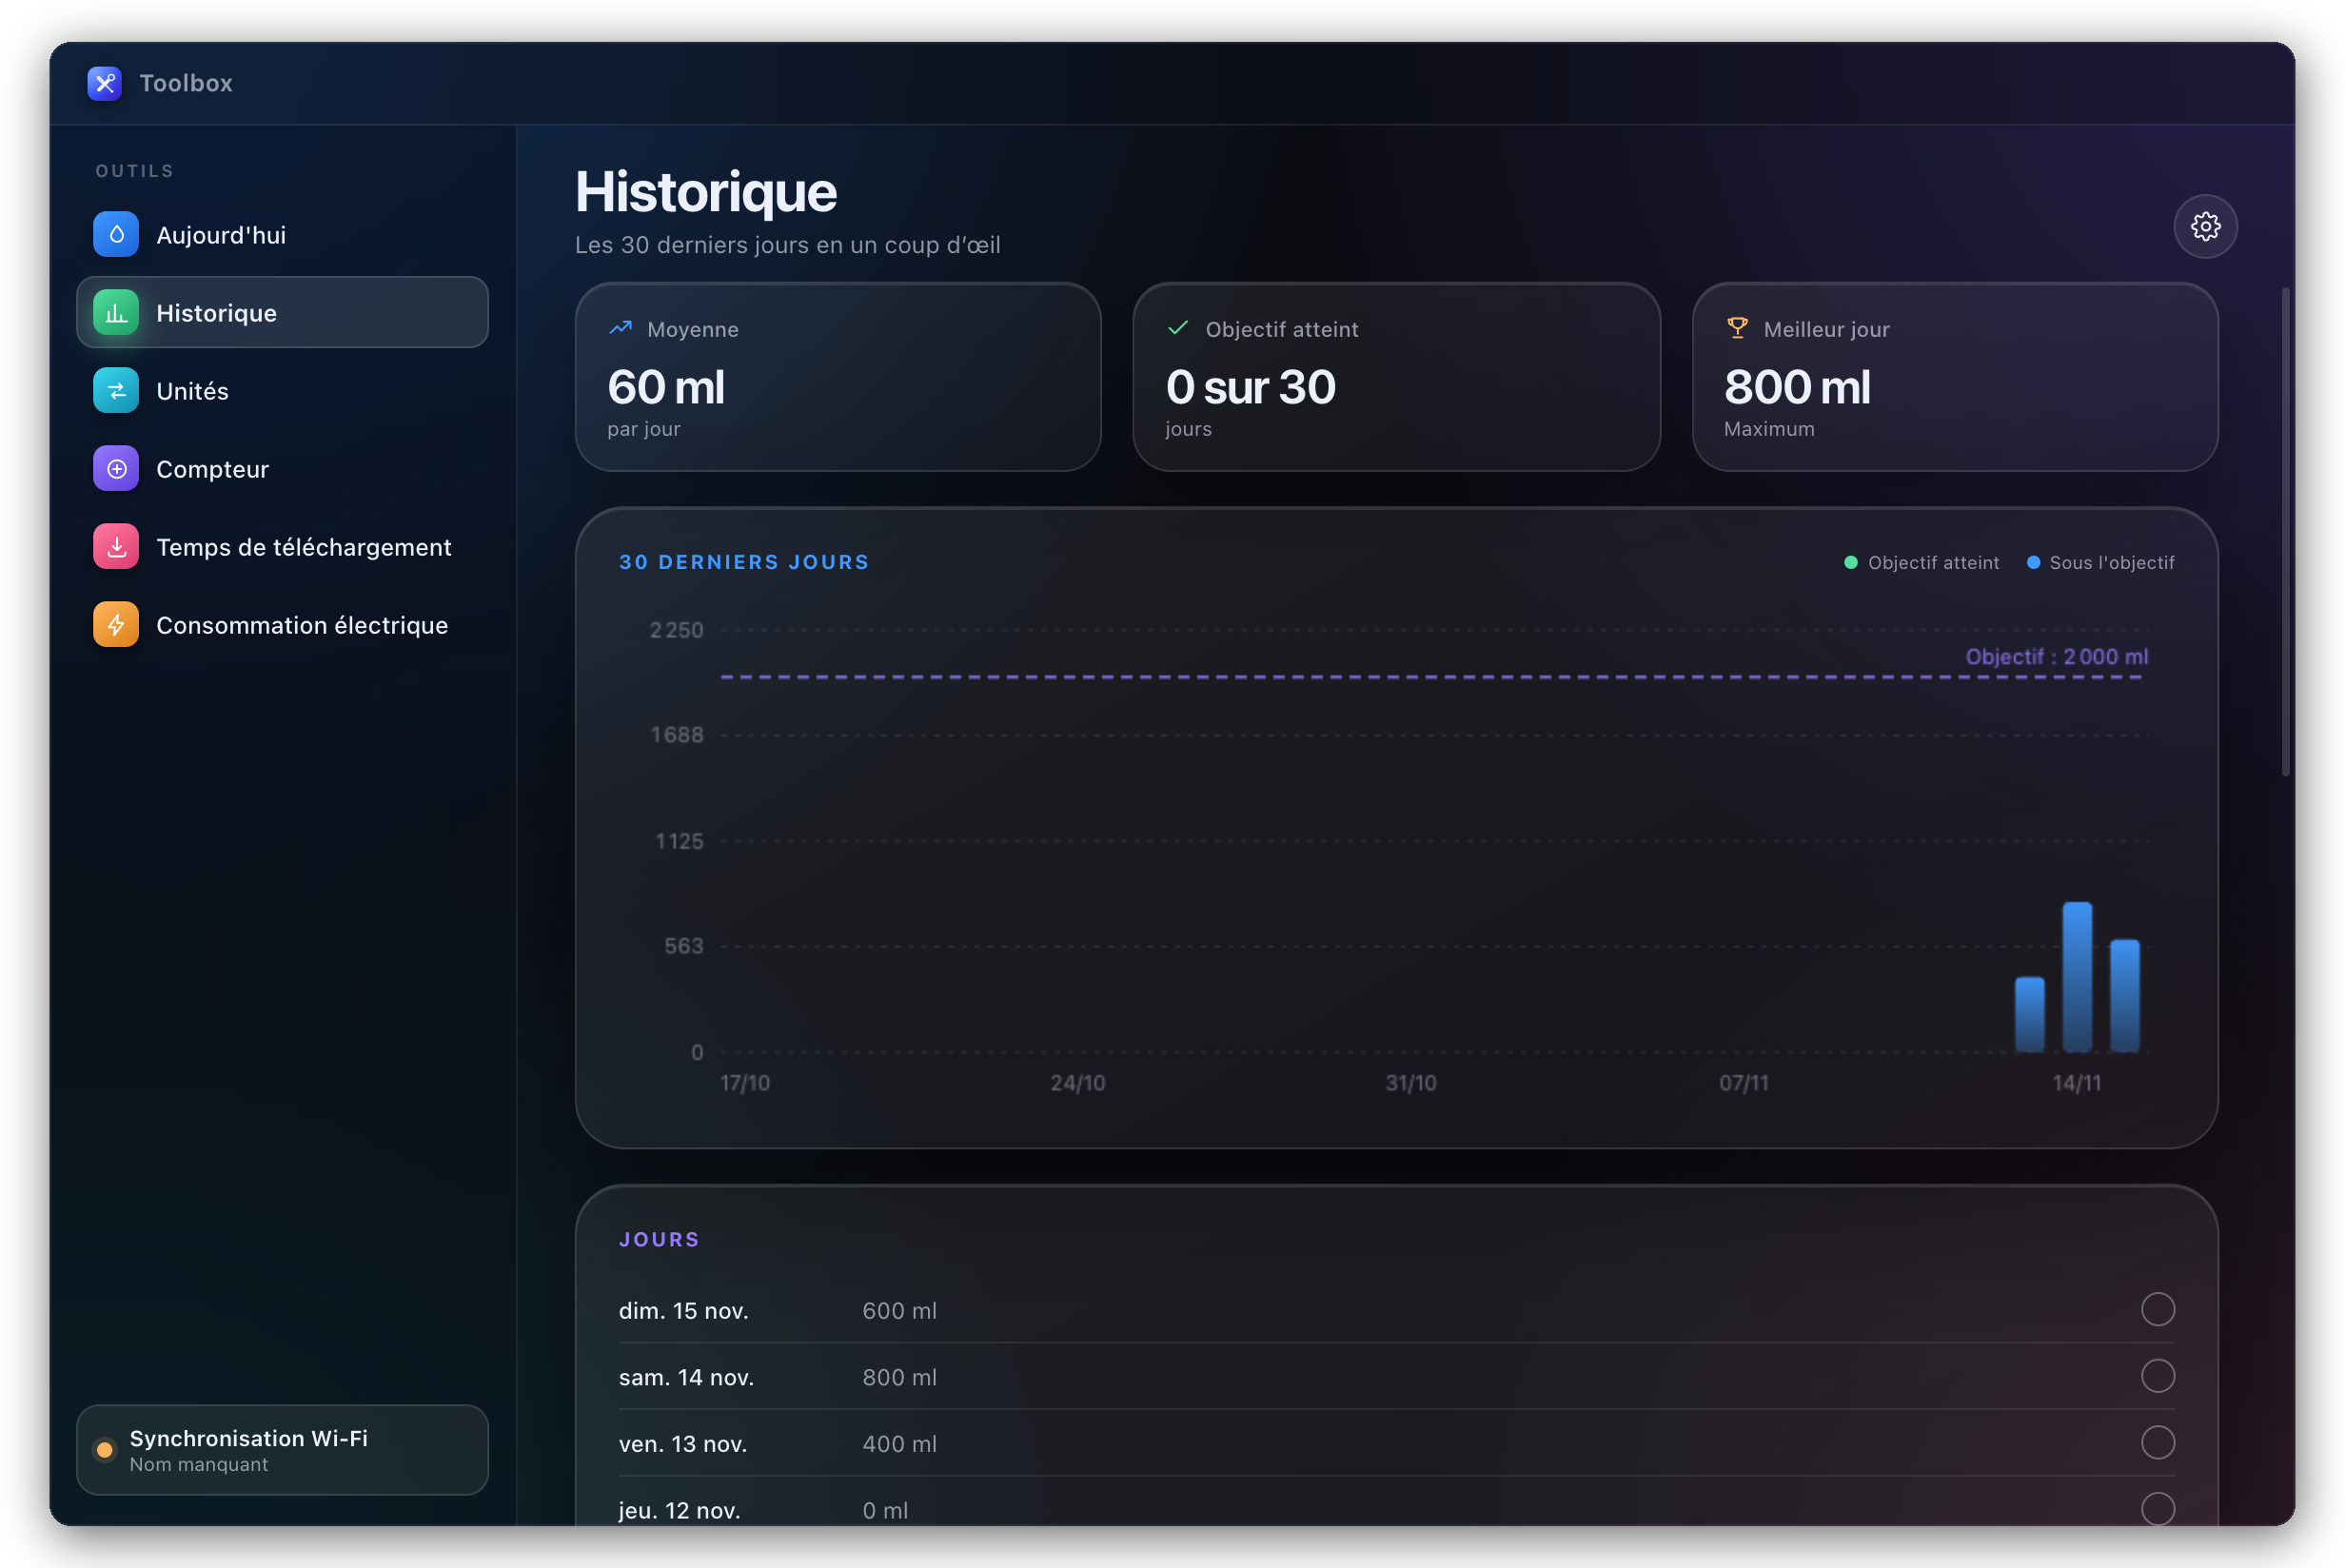 Toolbox
OUTILS
Aujourd'hui
Historique
Unités
Compteur
Temps de téléchargement
Consommation électrique
Synchronisation Wi-Fi
Nom manquant
Historique
Les 30 derniers jours en un coup d’œil
Moyenne
60 ml
par jour
Objectif atteint
0 sur 30
jours
Meilleur jour
800 ml
Maximum
30 DERNIERS JOURS
Objectif atteint
Sous l'objectif
2 250
Objectif : 2 000 ml
1 688
1 125
563
0
17/10
24/10
31/10
07/11
14/11
JOURS
dim. 15 nov. 600 ml
sam. 14 nov. 800 ml
ven. 13 nov. 400 ml
jeu. 12 nov. 0 ml